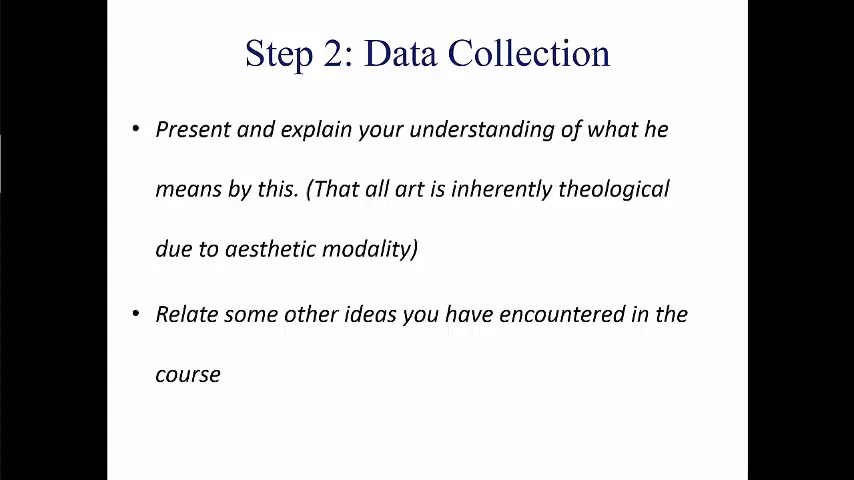 Step 2: Data Collection
• Present and explain your understanding of what he
means by this. (That all art is inherently theological
due to aesthetic modality)
• Relate some other ideas you have encountered in the
course